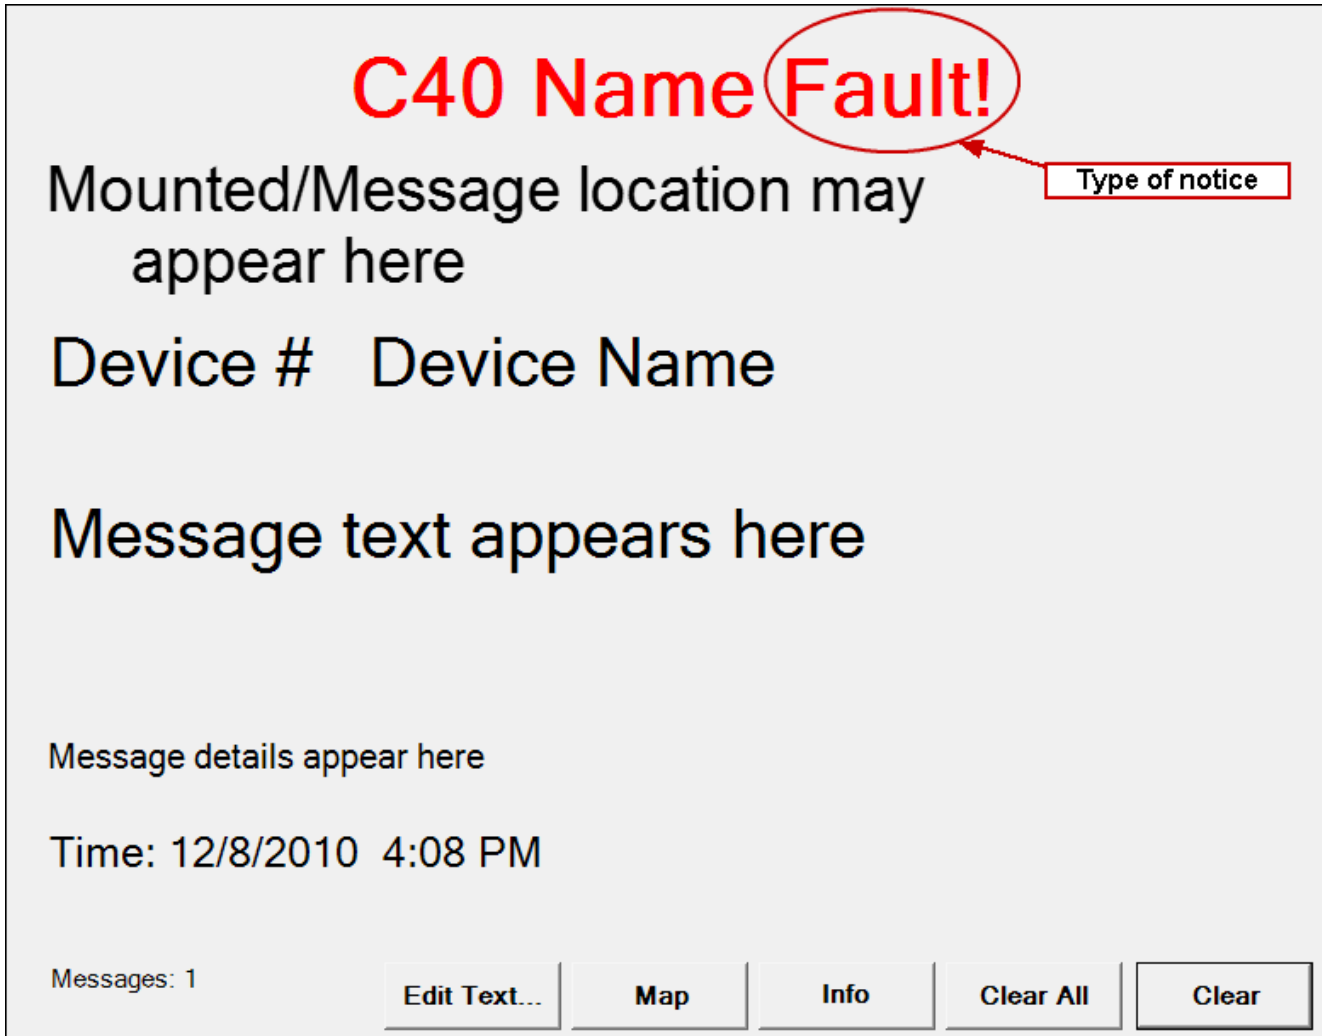 C40 Name Fault!
Type of notice
Mounted/Message location may
appear here
Device # Device Name
Message text appears here
Message details appear here
Time: 12/8/2010 4:08 PM
Messages: 1
Edit Text...
Map
Info
Clear All
Clear